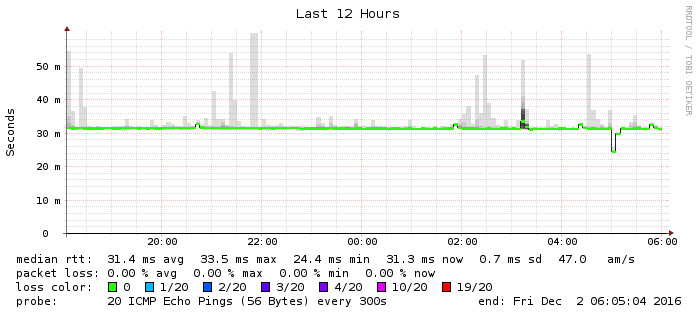 Last 12 Hours
RRDTOOL / TOBI OETIKER
Seconds
50 m
40 m
30 m
20 m
10 m
0
20:00 22:00 00:00 02:00 04:00 06:00
median rtt: 31.4 ms avg 33.5 ms max 24.4 ms min 31.3 ms now 0.7 ms sd 47.0 am/s
packet loss: 0.00 % avg 0.00 % max 0.00 % min 0.00 % now
loss color: 0 1/20 2/20 3/20 4/20 10/20 19/20
probe: 20 ICMP Echo Pings (56 Bytes) every 300s end: Fri Dec 2 06:05:04 2016